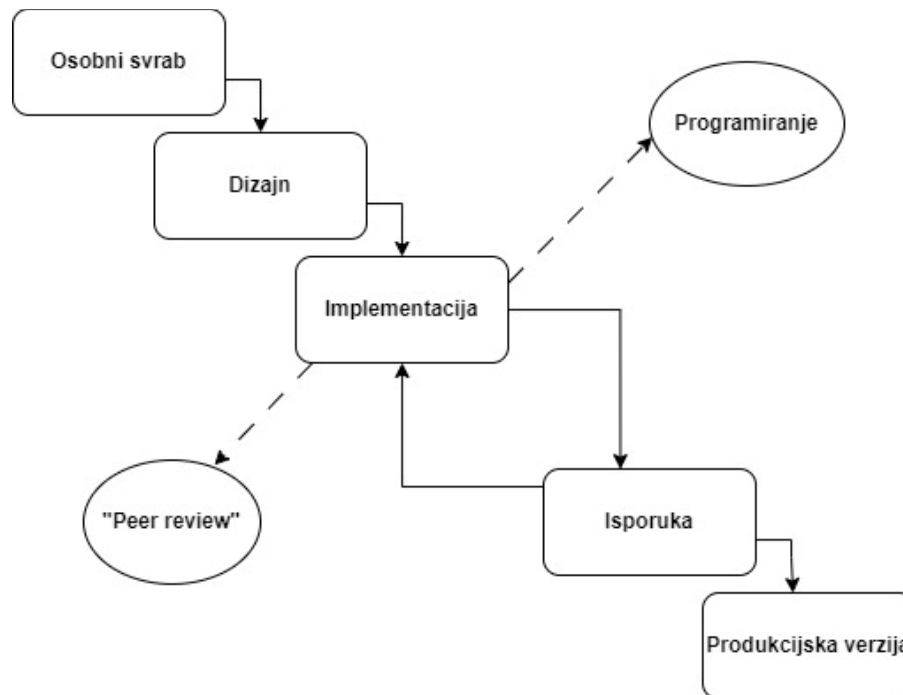 Osobni svrab
Programiranje
Dizajn
Implementacija
"Peer review"
Isporuka
Produkcijska verzija